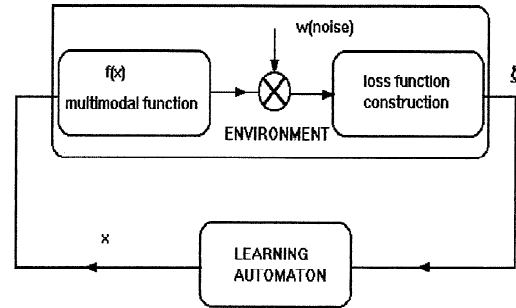 w(noise)
f(x)
multimodal function
loss function
construction
ξ
ENVIRONMENT
x
LEARNING
AUTOMATON